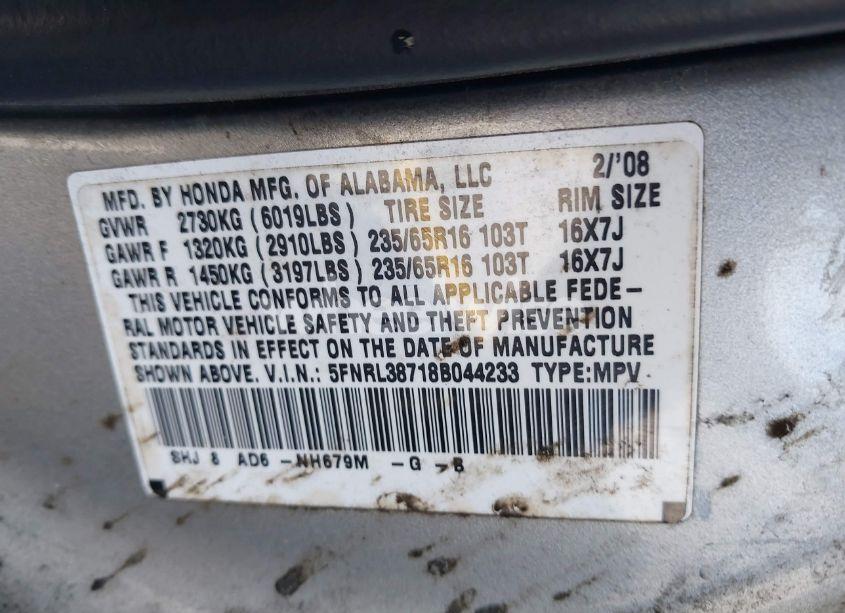 MFD. BY HONDA MFG. OF ALABAMA, LLC 2/'08
GVWR 2730KG (6019LBS) TIRE SIZE RIM SIZE
GAWR F 1320KG (2910LBS) 235/65R16 103T 16X7J
GAWR R 1450KG (3197LBS) 235/65R16 103T 16X7J
THIS VEHICLE CONFORMS TO ALL APPLICABLE FEDE-
RAL MOTOR VEHICLE SAFETY AND THEFT PREVENTION
STANDARDS IN EFFECT ON THE DATE OF MANUFACTURE
SHOWN ABOVE. V.I.N.: 5FNRL38718B044233 TYPE:MPV
SHJ 8 AD6 -NH679M -G -B